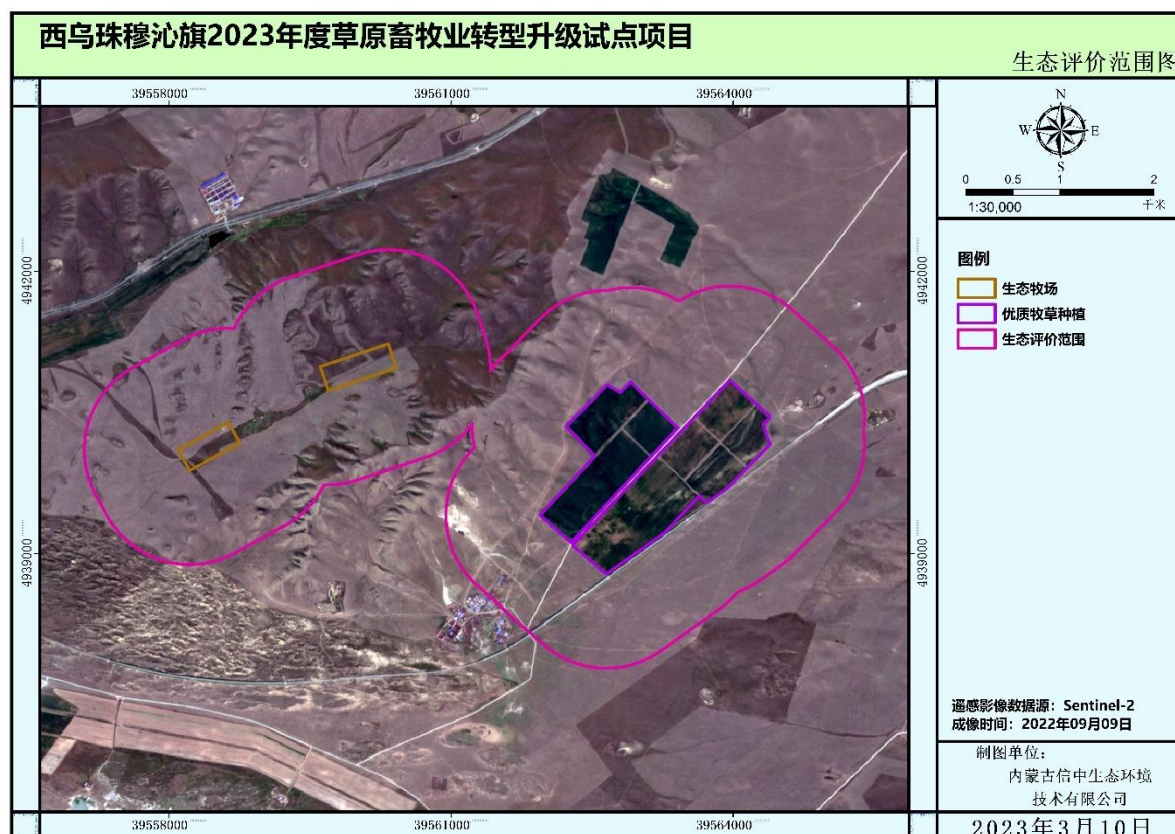 西乌珠穆沁旗2023年度草原畜牧业转型升级试点项目
生态评价范围图
39558000
39561000
39564000
N
W
E
S
0
0.5
1
2
1:30,000
千米
4942000
4942000
图例
生态牧场
优质牧草种植
生态评价范围
4939000
4939000
遥感影像数据源：Sentinel-2
成像时间：2022年09月09日
制图单位：
内蒙古信中生态环境
技术有限公司
39558000
39561000
39564000
2023年3月10日